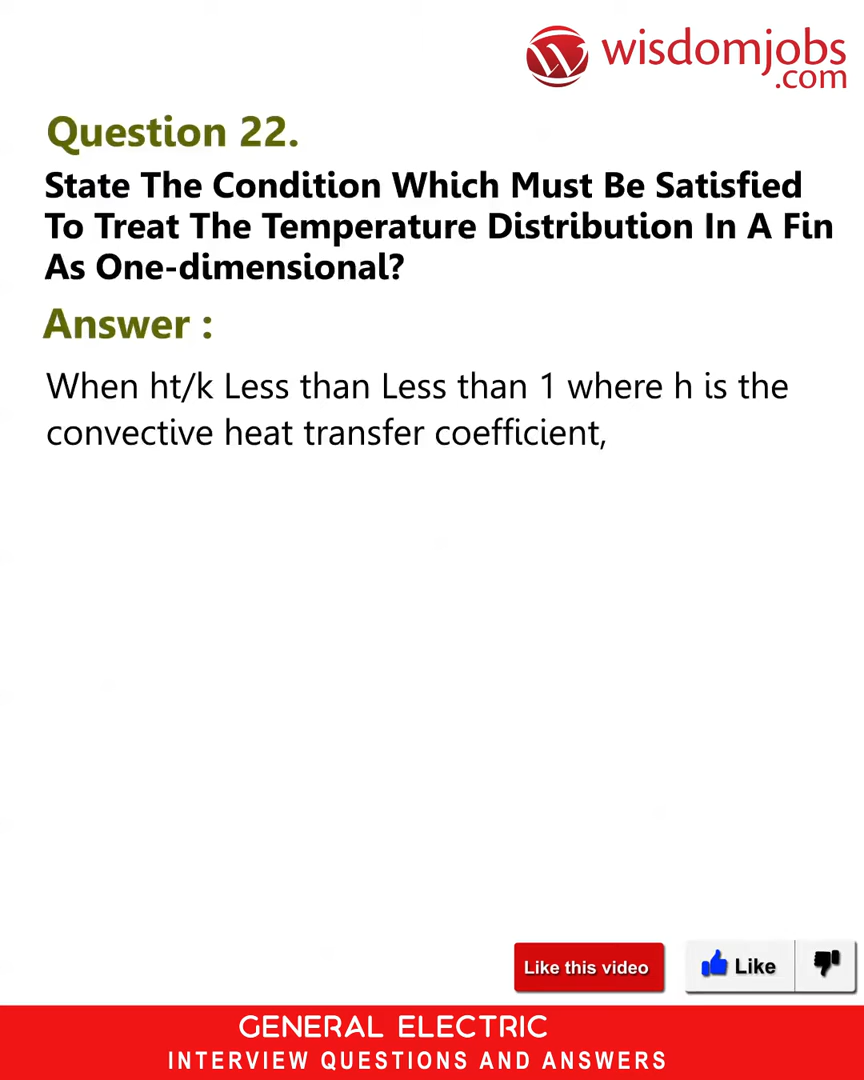 wisdomjobs
.com
Question 22.
State The Condition Which Must Be Satisfied
To Treat The Temperature Distribution In A Fin
As One-dimensional?
Answer :
When ht/k Less than Less than 1 where h is the
convective heat transfer coefficient,
Like this video
Like
GENERAL ELECTRIC
INTERVIEW QUESTIONS AND ANSWERS